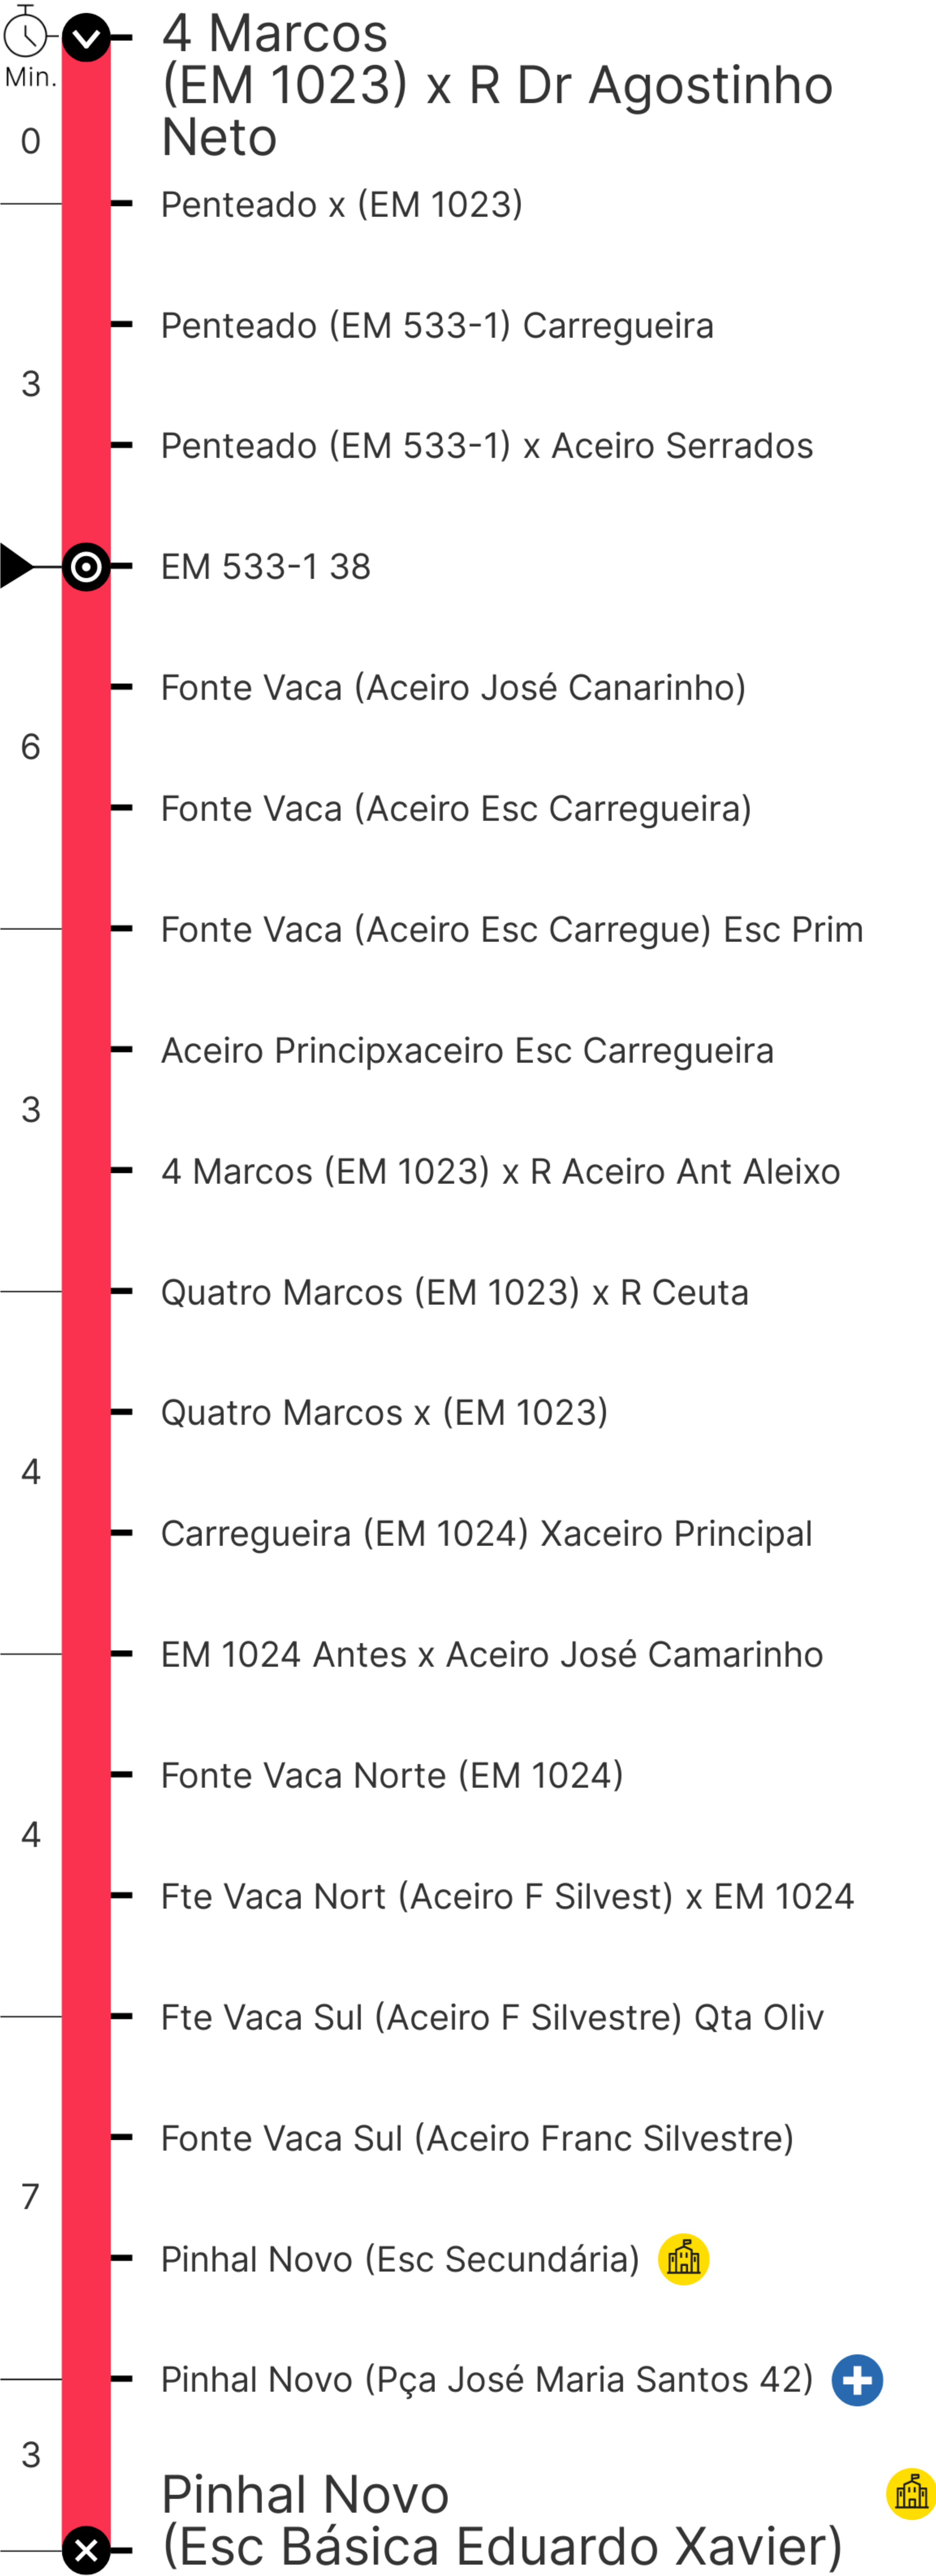 4 Marcos
Min.
(EM 1023) x R Dr Agostinho
0
Neto
Penteado x (EM 1023)
Penteado (EM 533-1) Carregueira
3
Penteado (EM 533-1) x Aceiro Serrados
EM 533-1 38
Fonte Vaca (Aceiro José Canarinho)
6
Fonte Vaca (Aceiro Esc Carregueira)
Fonte Vaca (Aceiro Esc Carregue) Esc Prim
Aceiro Principxaceiro Esc Carregueira
3
4 Marcos (EM 1023) x R Aceiro Ant Aleixo
Quatro Marcos (EM 1023) x R Ceuta
Quatro Marcos x (EM 1023)
4
Carregueira (EM 1024) Xaceiro Principal
EM 1024 Antes x Aceiro José Camarinho
Fonte Vaca Norte (EM 1024)
4
Fte Vaca Nort (Aceiro F Silvest) x EM 1024
Fte Vaca Sul (Aceiro F Silvestre) Qta Oliv
Fonte Vaca Sul (Aceiro Franc Silvestre)
7
Pinhal Novo (Esc Secundária)
Pinhal Novo (Pça José Maria Santos 42)
3
Pinhal Novo
(Esc Básica Eduardo Xavier)